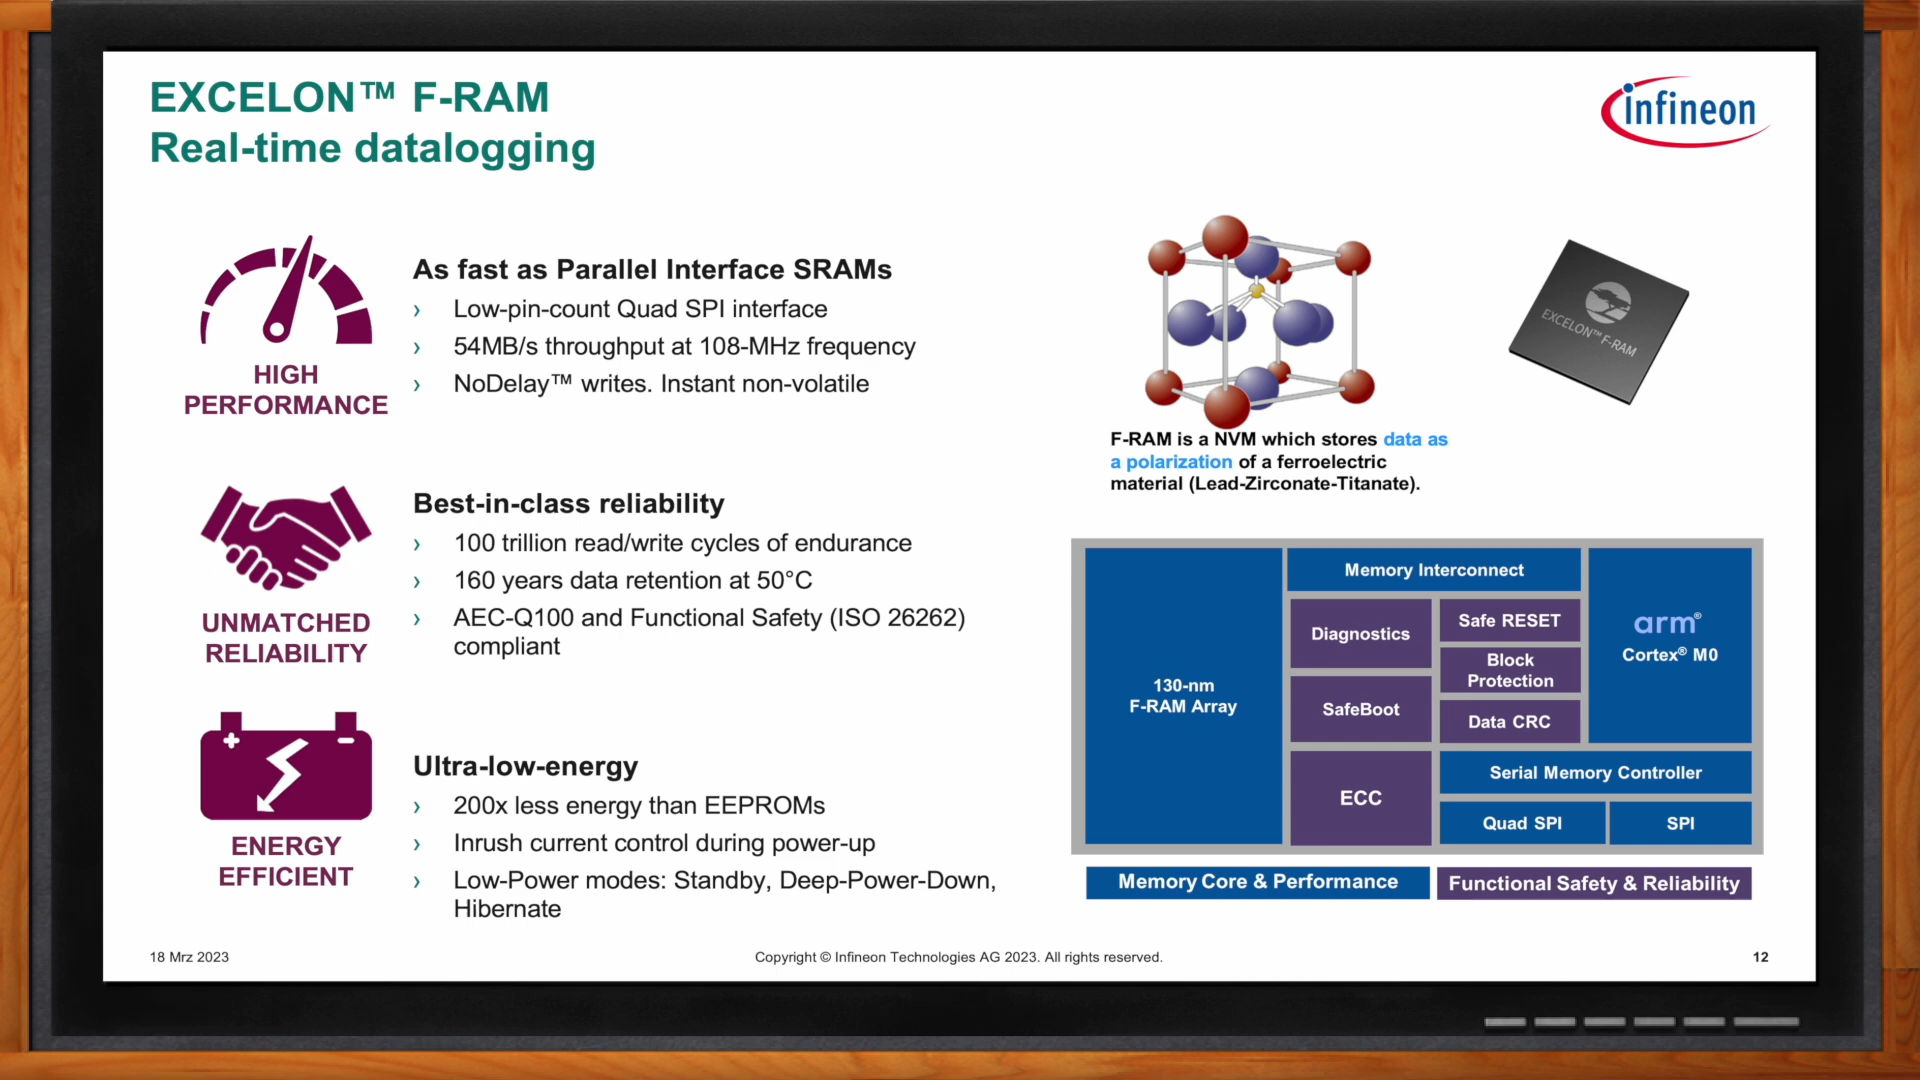 EXCELON™ F-RAM
Real-time datalogging
infineon
HIGH
PERFORMANCE
As fast as Parallel Interface SRAMs
› Low-pin-count Quad SPI interface
› 54MB/s throughput at 108-MHz frequency
› NoDelay™ writes. Instant non-volatile
UNMATCHED
RELIABILITY
Best-in-class reliability
› 100 trillion read/write cycles of endurance
› 160 years data retention at 50°C
› AEC-Q100 and Functional Safety (ISO 26262)
compliant
ENERGY
EFFICIENT
Ultra-low-energy
› 200x less energy than EEPROMs
› Inrush current control during power-up
› Low-Power modes: Standby, Deep-Power-Down,
Hibernate
EXCELON™ F-RAM
F-RAM is a NVM which stores data as
a polarization of a ferroelectric
material (Lead-Zirconate-Titanate).
130-nm
F-RAM Array
Memory Interconnect
Diagnostics
SafeBoot
ECC
Safe RESET
Block
Protection
Data CRC
arm®
Cortex® M0
Serial Memory Controller
Quad SPI
SPI
Memory Core & Performance
Functional Safety & Reliability
18 Mrz 2023
Copyright © Infineon Technologies AG 2023. All rights reserved.
12